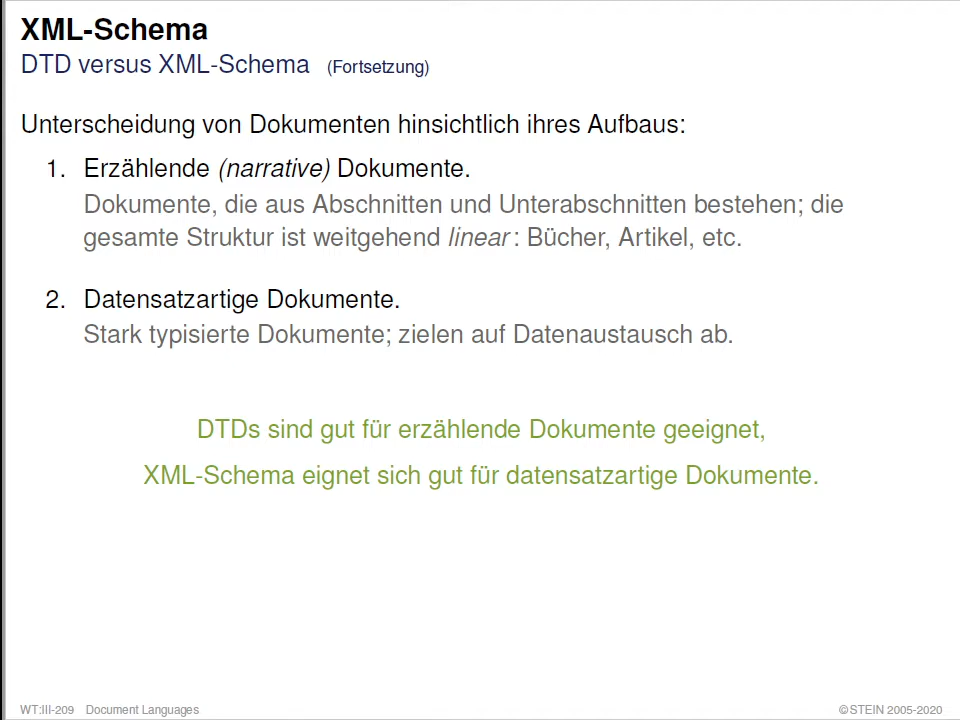 XML-Schema
DTD versus XML-Schema (Fortsetzung)
Unterscheidung von Dokumenten hinsichtlich ihres Aufbaus:
1. Erzählende (narrative) Dokumente.
Dokumente, die aus Abschnitten und Unterabschnitten bestehen; die
gesamte Struktur ist weitgehend linear: Bücher, Artikel, etc.
2. Datensatzartige Dokumente.
Stark typisierte Dokumente; zielen auf Datenaustausch ab.
DTDs sind gut für erzählende Dokumente geeignet,
XML-Schema eignet sich gut für datensatzartige Dokumente.
WT:III-209 Document Languages ©STEIN 2005-2020